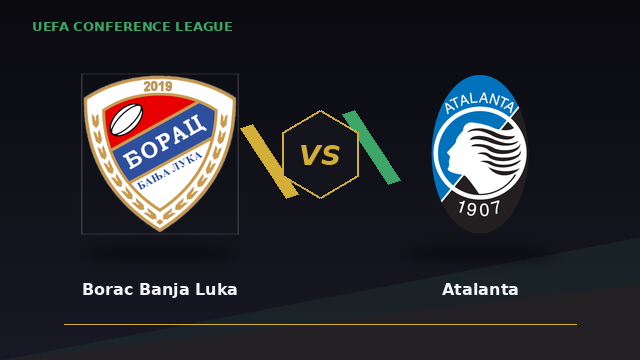 UEFA CONFERENCE LEAGUE
2019
БОРАЦ
БАЊА ЛУКА
VS
ATALANTA
1907
Borac Banja Luka
Atalanta